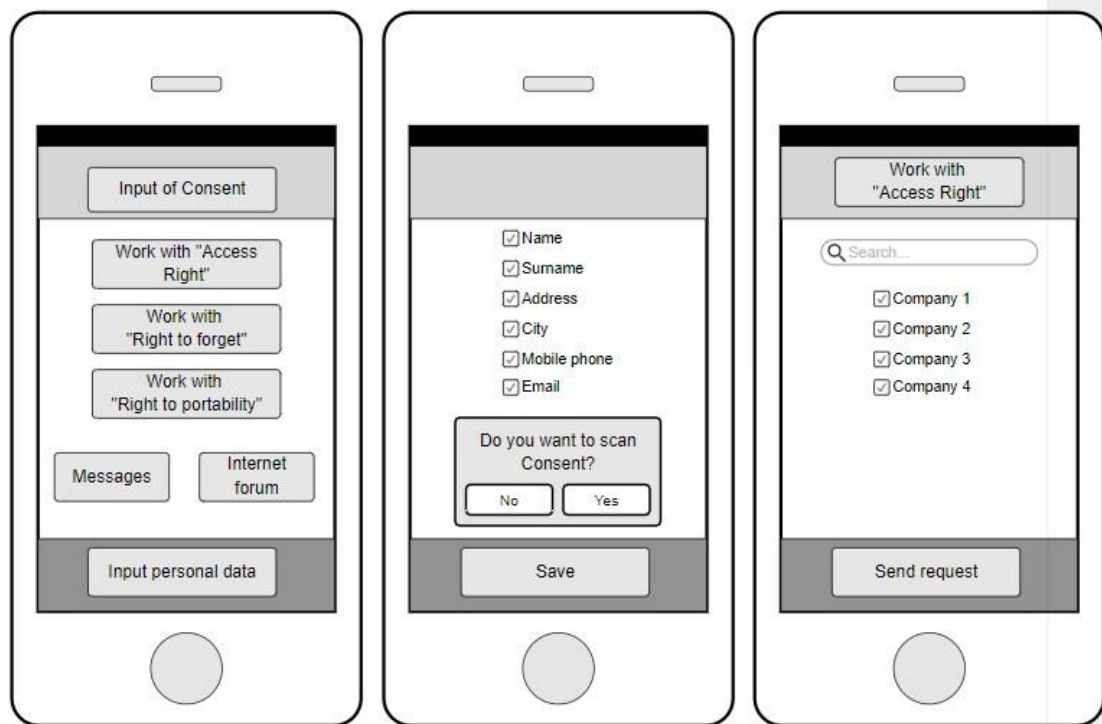 Input of Consent
Work with "Access
Right"
Work with
"Right to forget"
Work with
"Right to portability"
Messages
Internet
forum
Input personal data
Name
Surname
Address
City
Mobile phone
Email
Do you want to scan
Consent?
No
Yes
Save
Work with
"Access Right"
Search...
Company 1
Company 2
Company 3
Company 4
Send request